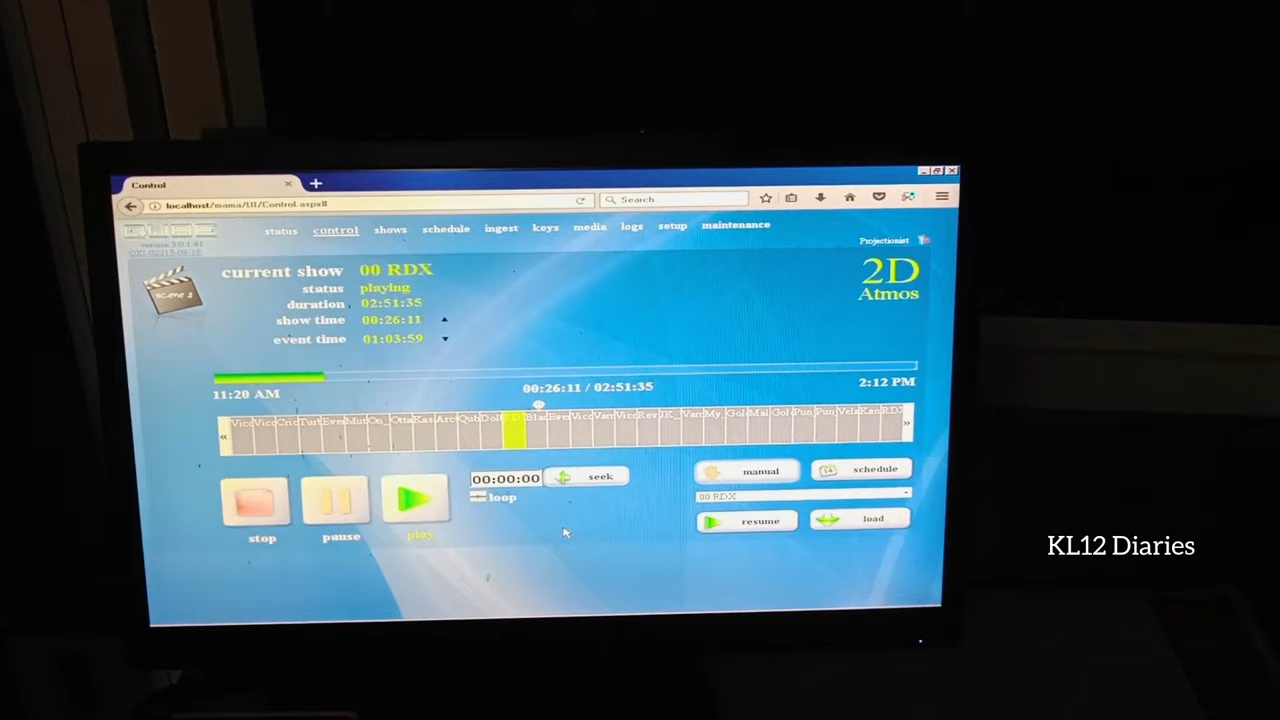 Control
localhost/mama/UI/Control.aspx#
Search
status control shows schedule ingest keys media logs setup maintenance
Projectionist
scene 3
current show 00 RDX
status playing
duration 02:51:35
show time 00:26:11
event time 01:03:59
2D
Atmos
11:20 AM
00:26:11 / 02:51:35
2:12 PM
00:00:00
seek
loop
stop
pause
play
manual
schedule
00 RDX
resume
load
KL12 Diaries